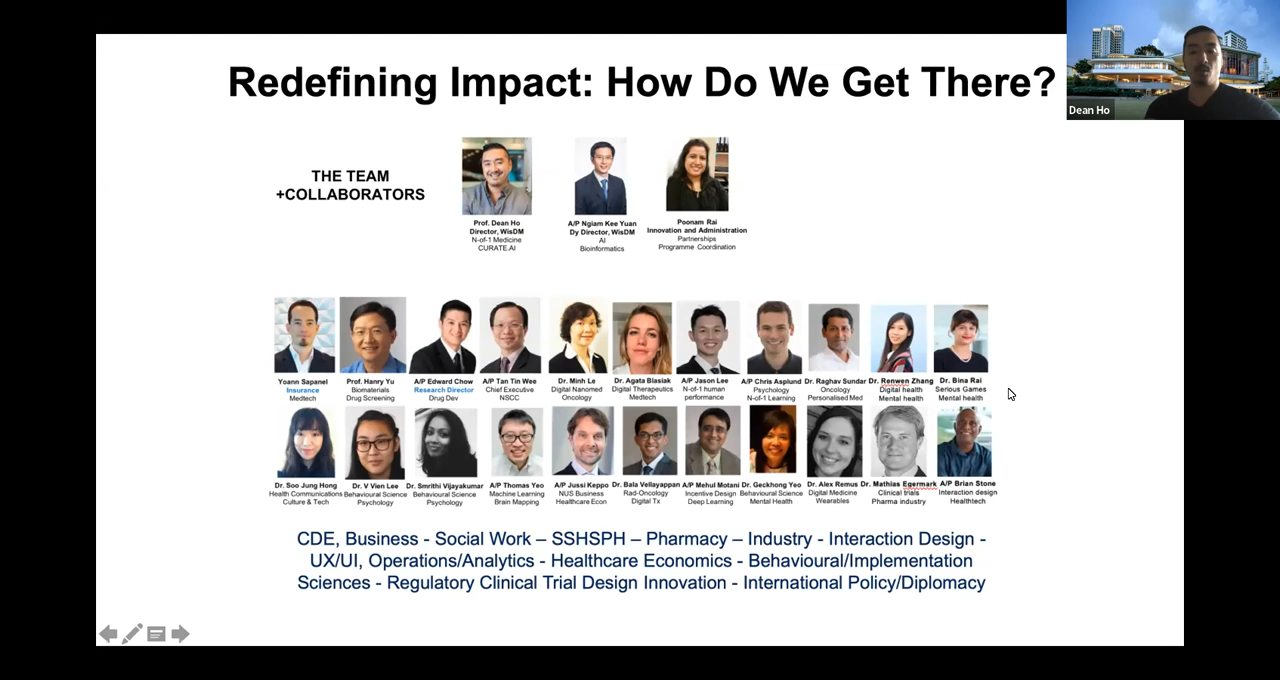 Redefining Impact: How Do We Get There?
Dean Ho
THE TEAM
+COLLABORATORS
Prof. Dean Ho
Director, WisDM
N-of-1 Medicine
CURATE.AI
A/P Ngiam Kee Yuan
Dy Director, WisDM
AI
Bioinformatics
Poonam Rai
Innovation and Administration
Partnerships
Programme Coordination
Yoann Sapanel
Insurance
Medtech
Prof. Hanry Yu
Biomaterials
Drug Screening
A/P Edward Chow
Research Director
Drug Dev
A/P Tan Tin Wee
Chief Executive
NSCC
Dr. Minh Le
Digital Nanomed
Oncology
Dr. Agata Blasiak
Digital Therapeutics
Medtech
A/P Jason Lee
N-of-1 human
performance
A/P Chris Asplund
Psychology
N-of-1 Learning
Dr. Raghav Sundar
Oncology
Personalised Med
Dr. Renwen Zhang
Digital health
Mental health
Dr. Bina Rai
Serious Games
Mental health
Dr. Soo Jung Hong
Health Communications
Culture & Tech
Dr. V Vien Lee
Behavioural Science
Psychology
Dr. Smrithi Vijayakumar
Behavioural Science
Psychology
A/P Thomas Yeo
Machine Learning
Brain Mapping
A/P Jussi Keppo
NUS Business
Healthcare Econ
Dr. Bala Vellayappan
Rad-Oncology
Digital Tx
A/P Mehul Motani
Incentive Design
Deep Learning
Dr. Geckhong Yeo
Behavioural Science
Mental Health
Dr. Alex Remus
Digital Medicine
Wearables
Dr. Mathias Egermark
Clinical trials
Pharma industry
A/P Brian Stone
Interaction design
Healthtech
CDE, Business - Social Work – SSHSPH – Pharmacy – Industry - Interaction Design -
UX/UI, Operations/Analytics - Healthcare Economics - Behavioural/Implementation
Sciences - Regulatory Clinical Trial Design Innovation - International Policy/Diplomacy